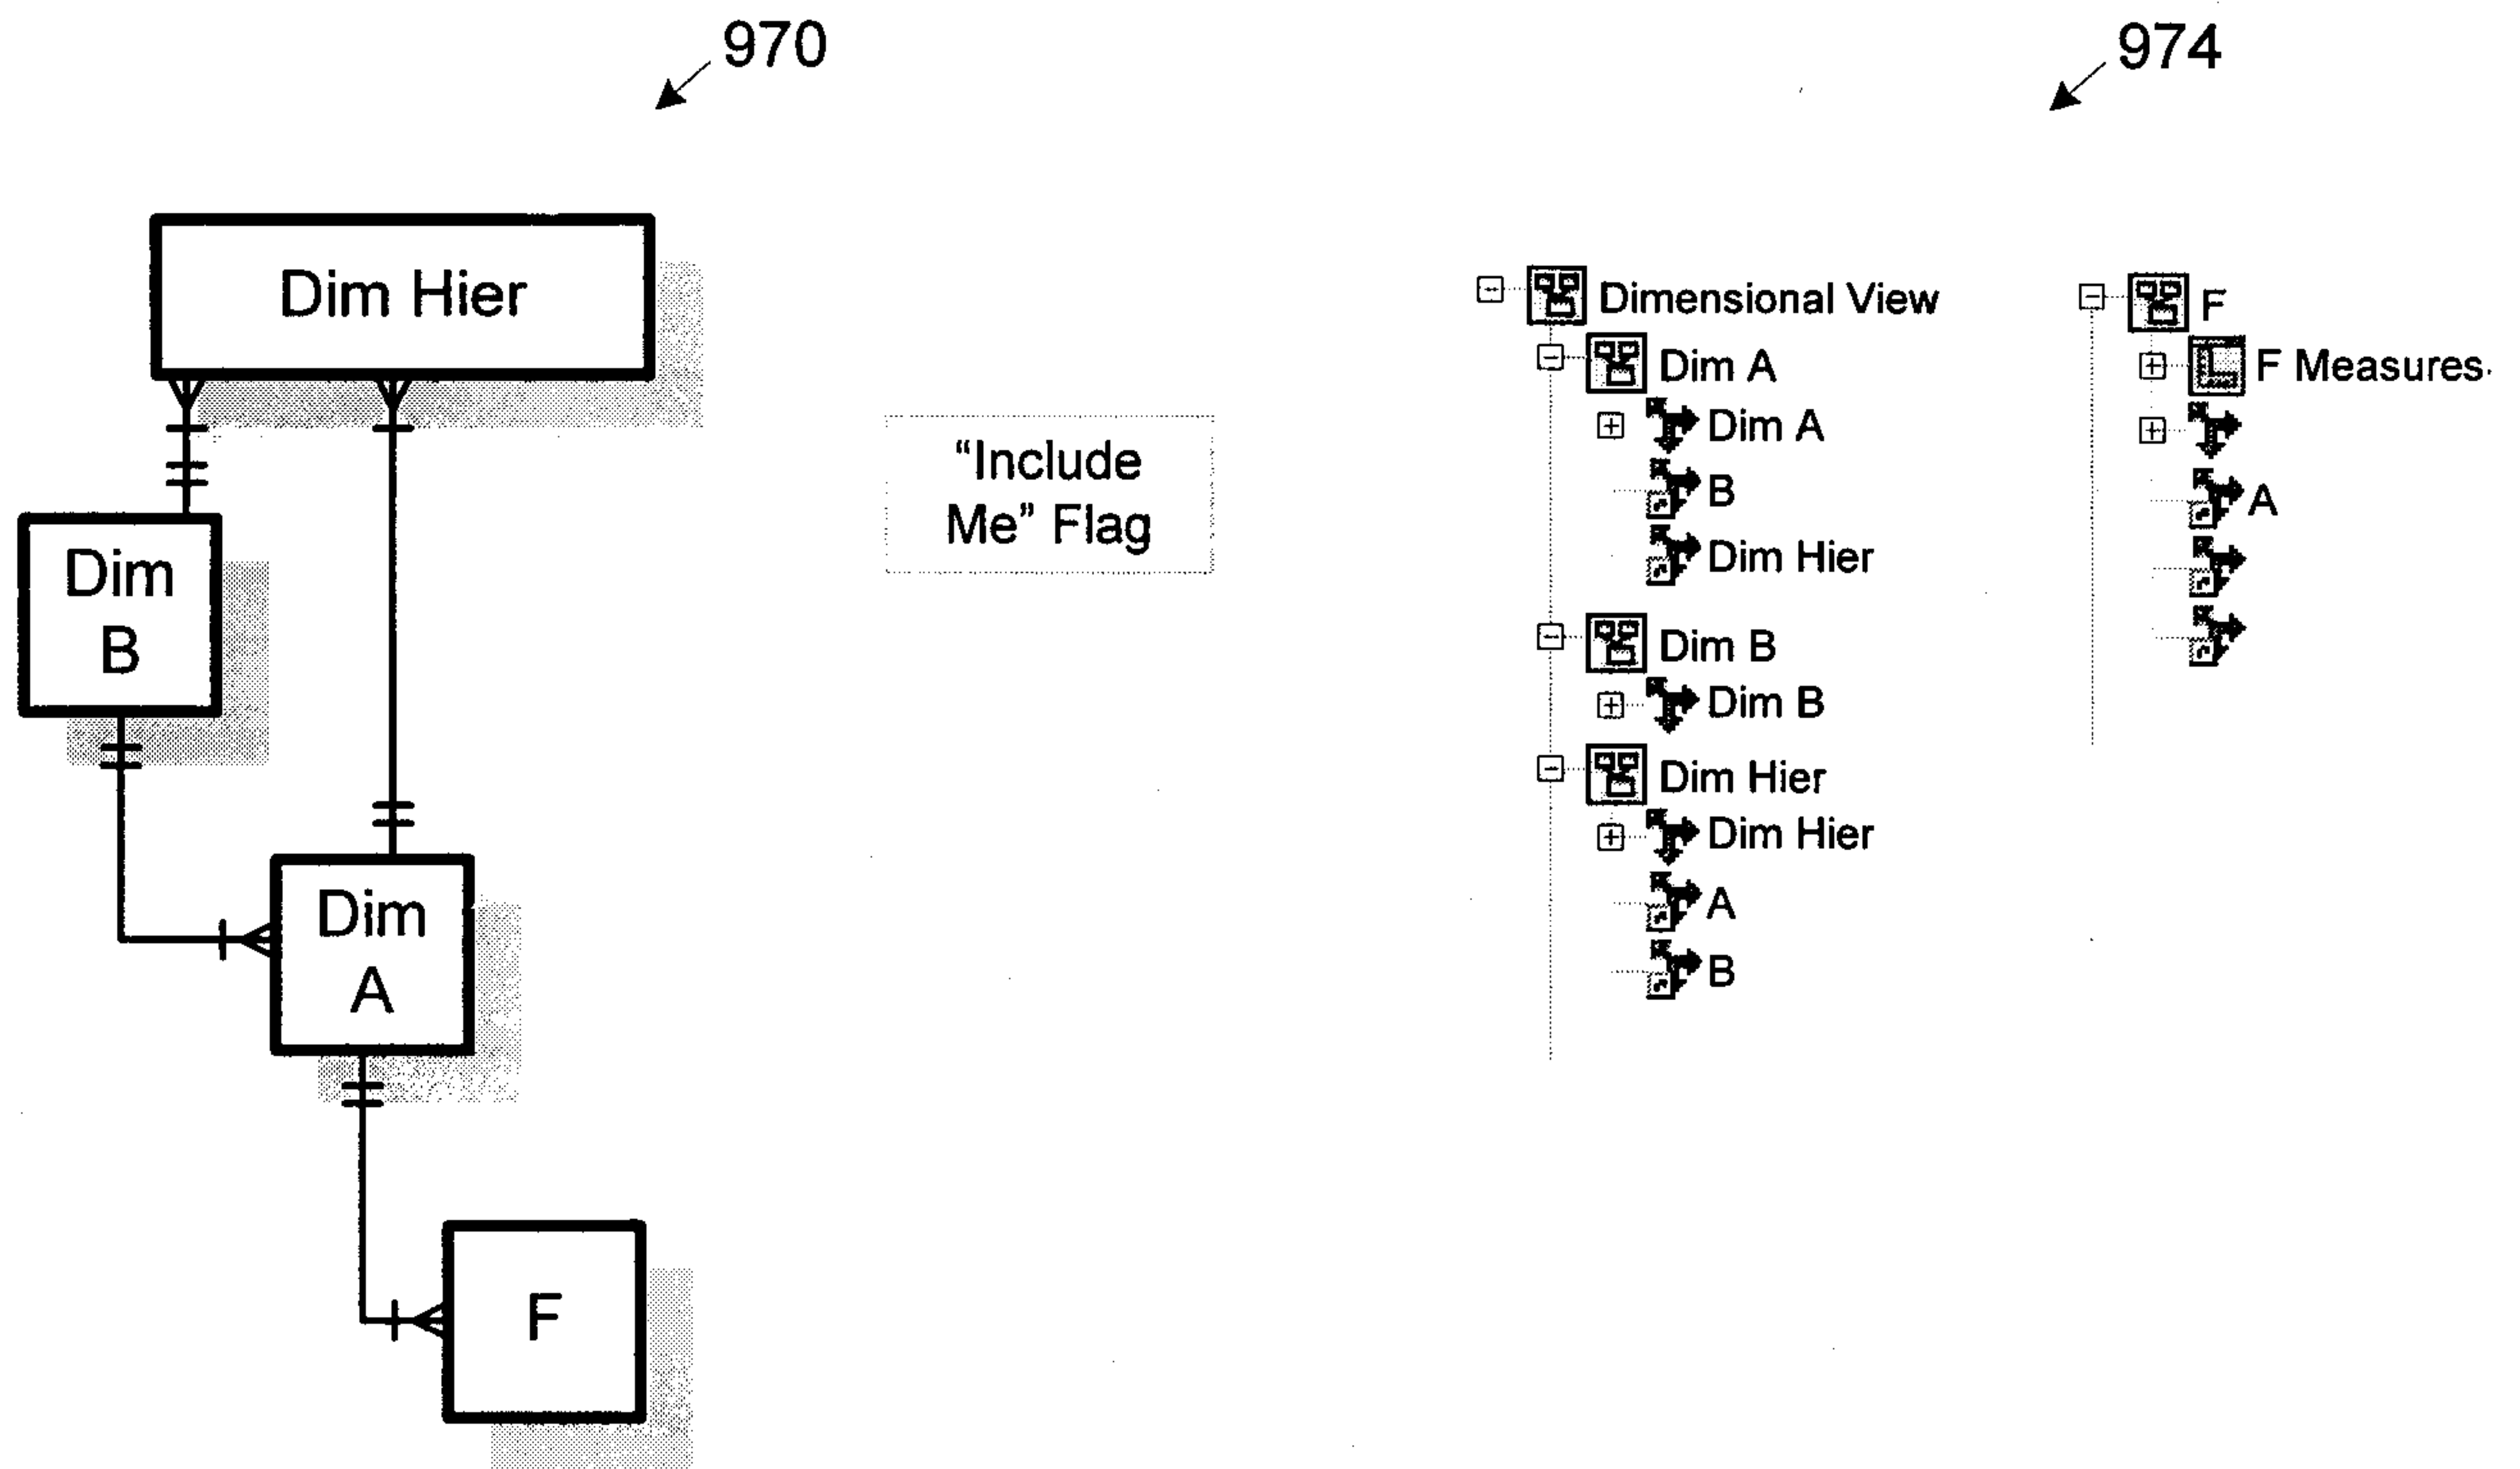 970
974
Dim Hier
Dim
B
Dim
A
F
“Include
Me” Flag
Dimensional View
Dim A
Dim A
B
Dim Hier
Dim B
Dim B
Dim Hier
Dim Hier
A
B
F
F Measures
A